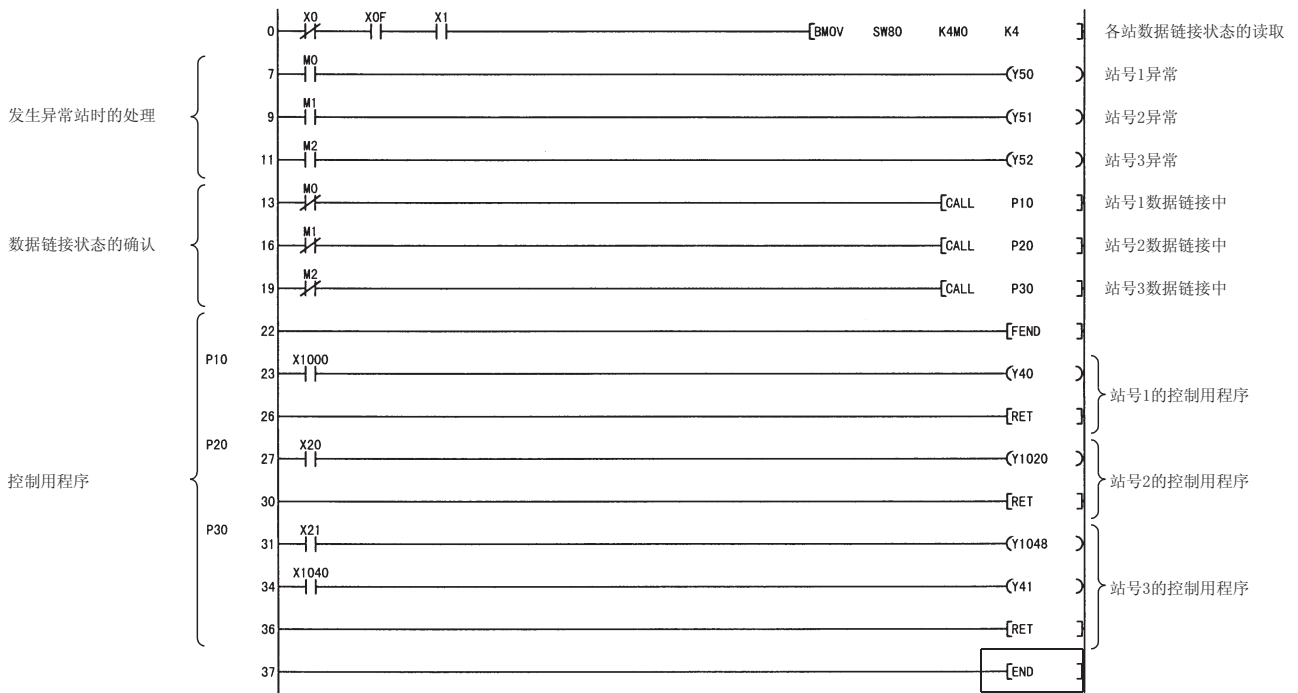 X0 X0F X1
0 BMOV SW80 K4M0 K4 各站数据链接状态的读取
M0
7 Y50 站号1异常
发生异常站时的处理
M1
9 Y51 站号2异常
M2
11 Y52 站号3异常
M0
13 CALL P10 站号1数据链接中
数据链接状态的确认
M1
16 CALL P20 站号2数据链接中
M2
19 CALL P30 站号3数据链接中
22 FEND
P10 X1000
23 Y40
站号1的控制用程序
26 RET
P20 X20
27 Y1020
控制用程序
站号2的控制用程序
30 RET
P30 X21
31 Y1048
X1040
34 Y41
站号3的控制用程序
36 RET
37 END